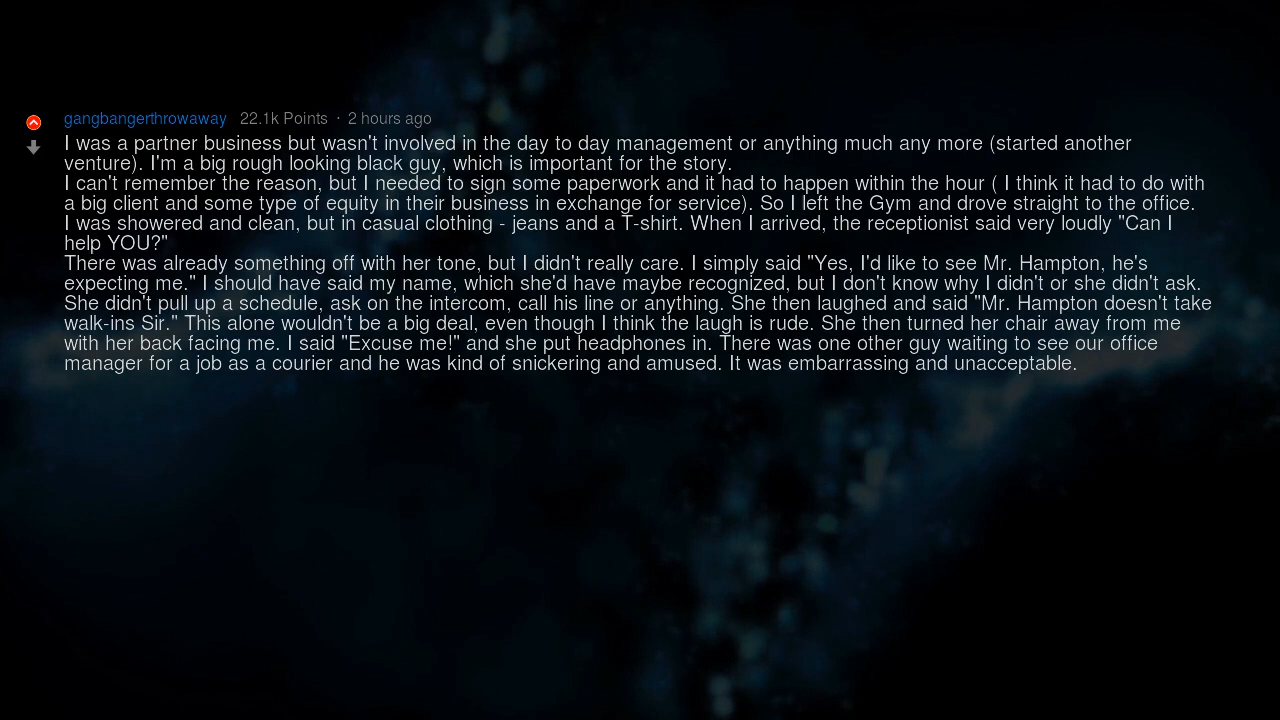 gangbangerthrowaway 22.1k Points · 2 hours ago
I was a partner business but wasn't involved in the day to day management or anything much any more (started another
venture). I'm a big rough looking black guy, which is important for the story.
I can't remember the reason, but I needed to sign some paperwork and it had to happen within the hour ( I think it had to do with
a big client and some type of equity in their business in exchange for service). So I left the Gym and drove straight to the office.
I was showered and clean, but in casual clothing - jeans and a T-shirt. When I arrived, the receptionist said very loudly "Can I
help YOU?"
There was already something off with her tone, but I didn't really care. I simply said "Yes, I'd like to see Mr. Hampton, he's
expecting me." I should have said my name, which she'd have maybe recognized, but I don't know why I didn't or she didn't ask.
She didn't pull up a schedule, ask on the intercom, call his line or anything. She then laughed and said "Mr. Hampton doesn't take
walk-ins Sir." This alone wouldn't be a big deal, even though I think the laugh is rude. She then turned her chair away from me
with her back facing me. I said "Excuse me!" and she put headphones in. There was one other guy waiting to see our office
manager for a job as a courier and he was kind of snickering and amused. It was embarrassing and unacceptable.